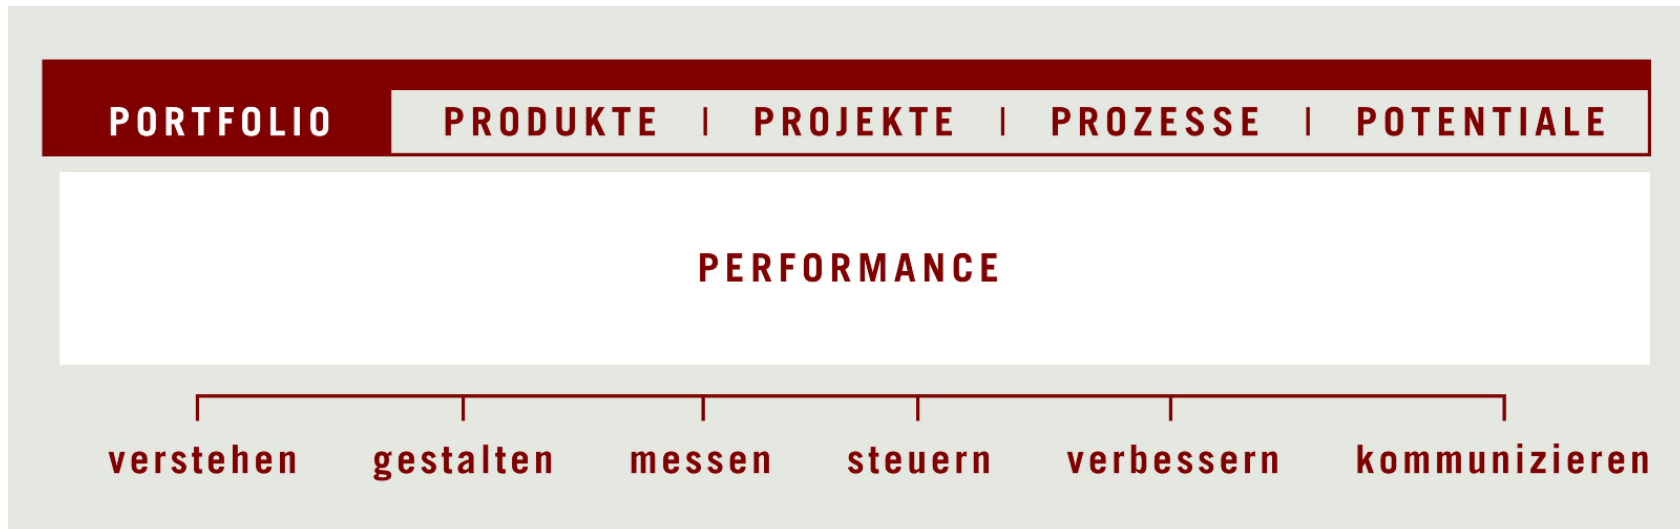 PORTFOLIO PRODUKTE | PROJEKTE | PROZESSE | POTENTIALE
PERFORMANCE
verstehen gestalten messen steuern verbessern kommunizieren